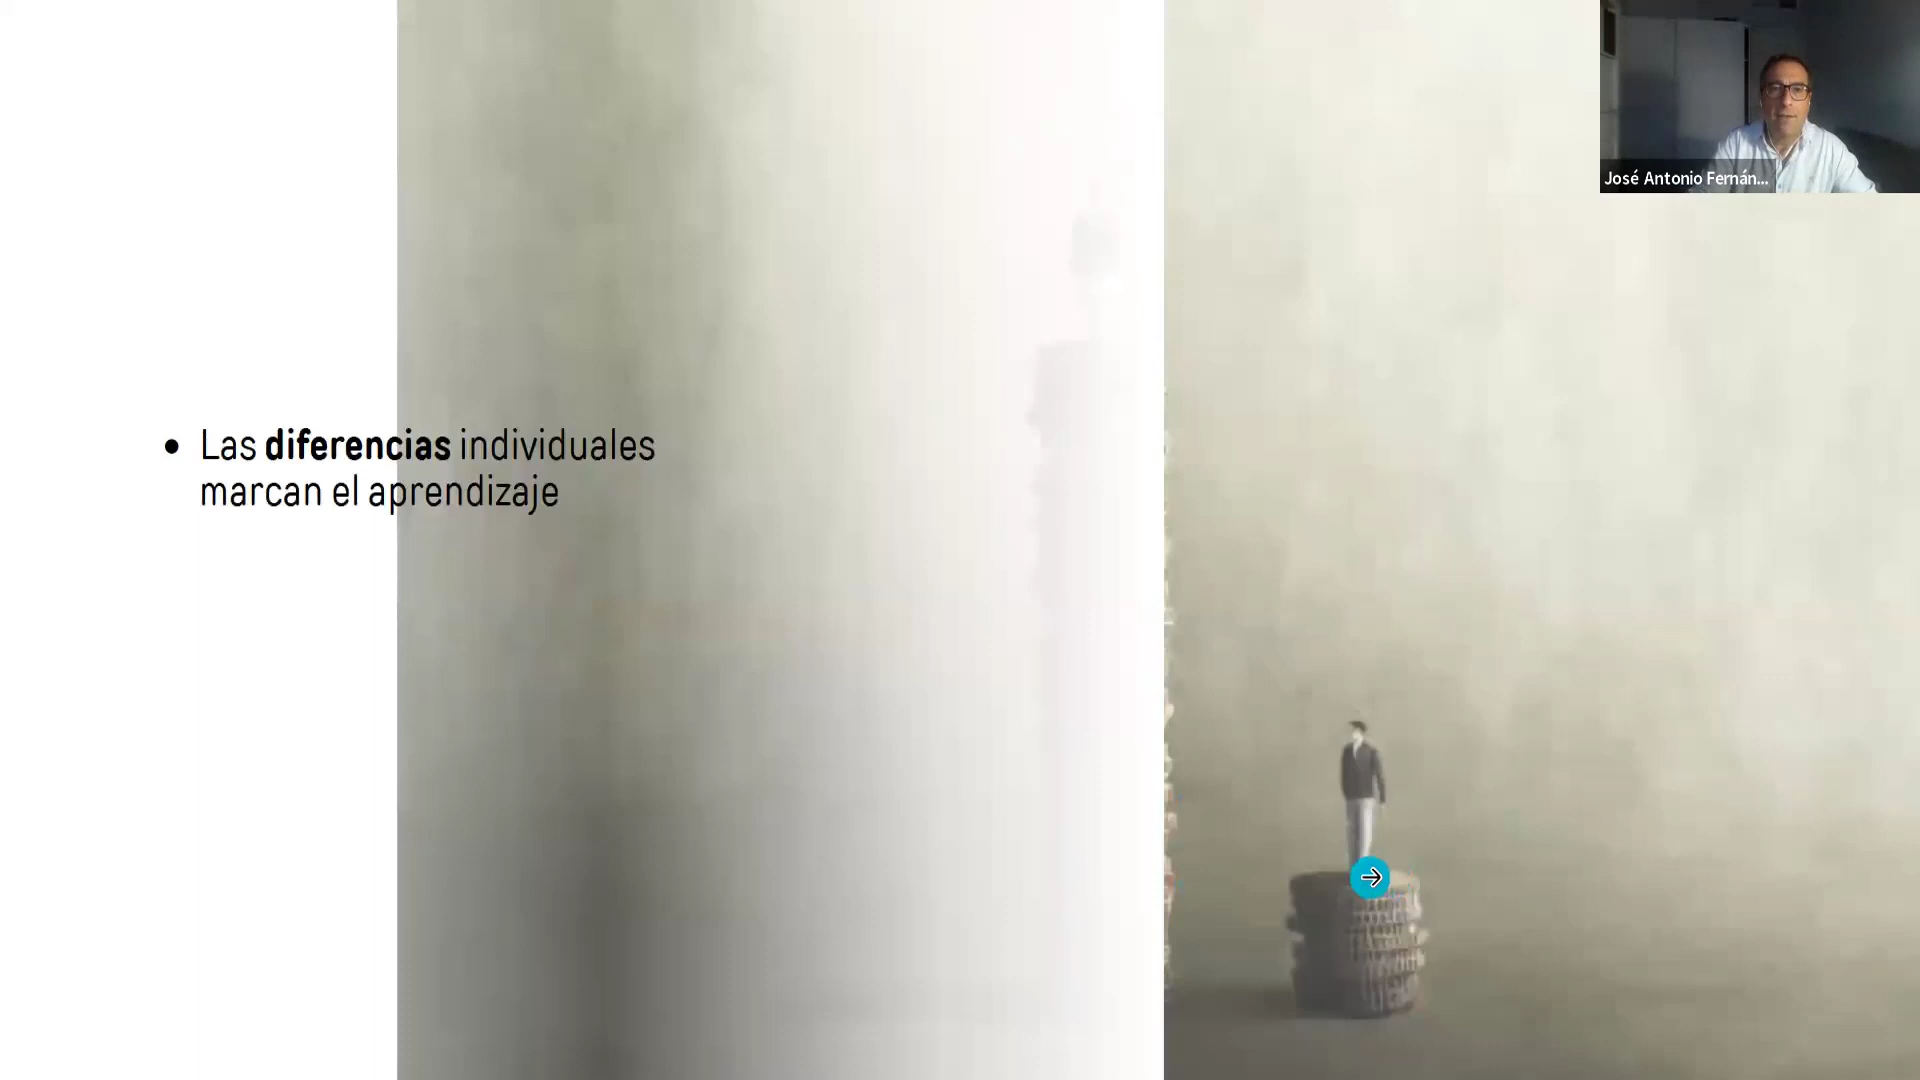 José Antonio Fernán...
• Las diferencias individuales
marcan el aprendizaje